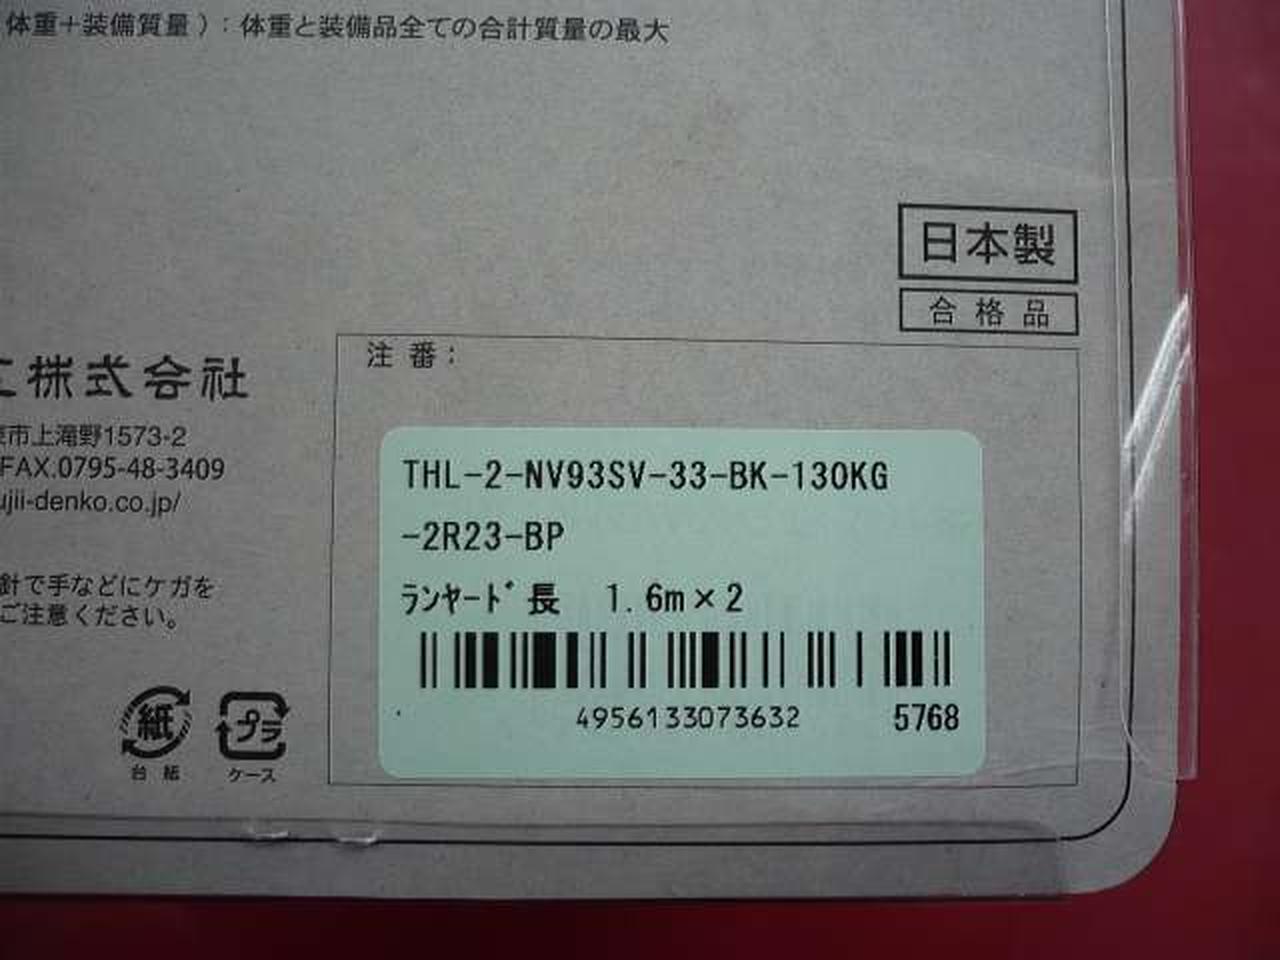 体重+装備質量）：体重と装備品全ての合計質量の最大
日本製
合格品
注番：
株式会社
市上滝野1573-2
FAX.0795-48-3409
ujii-denko.co.jp/
針で手などにケガを
ご注意ください。
THL-2-NV93SV-33-BK-130KG
-2R23-BP
ﾗﾝﾔｰﾄﾞ長 1.6m×2
4956133073632 5768
紙 プラ
台紙 ケース